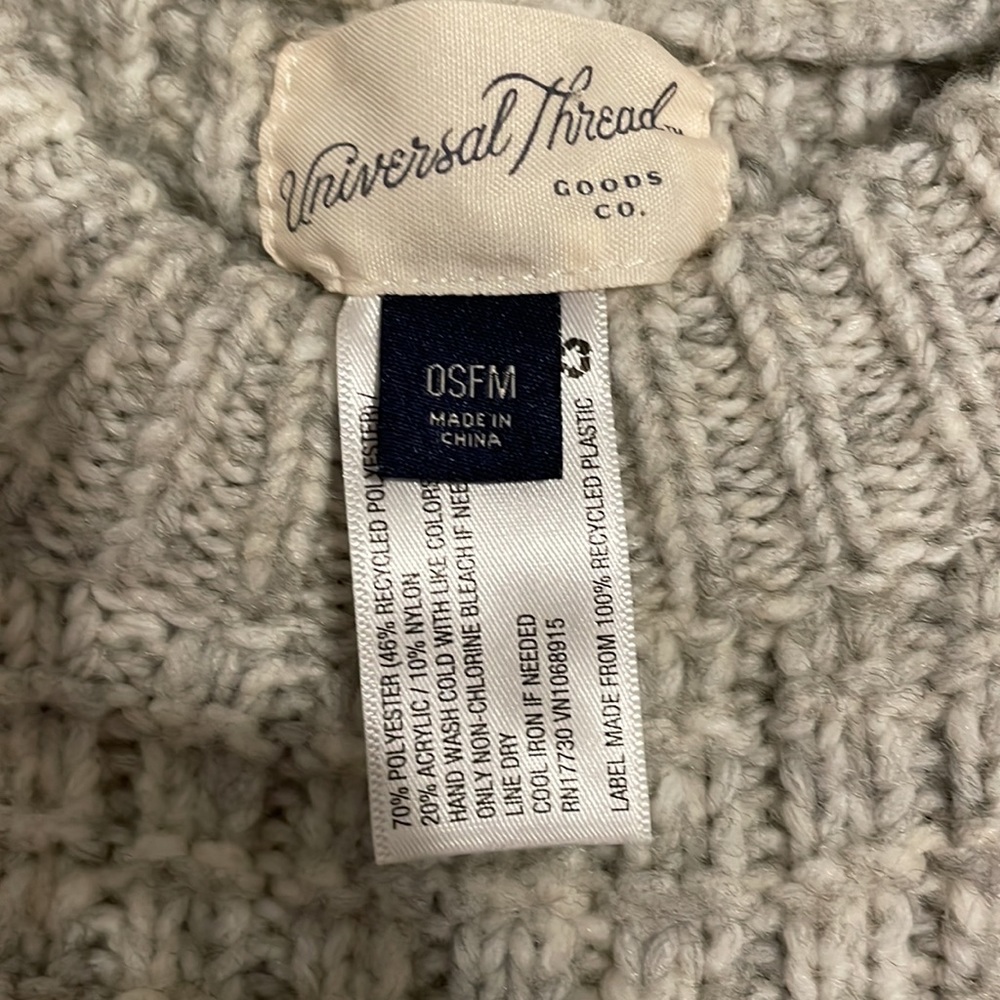 Universal Thread™
GOODS
CO.
OSFM
MADE IN
CHINA
70% POLYESTER (46% RECYCLED POLYESTER) /
20% ACRYLIC / 10% NYLON
HAND WASH COLD WITH LIKE COLORS
ONLY NON-CHLORINE BLEACH IF NEE
LINE DRY
COOL IRON IF NEEDED
RN17730 VN1068915
LABEL MADE FROM 100% RECYCLED PLASTIC